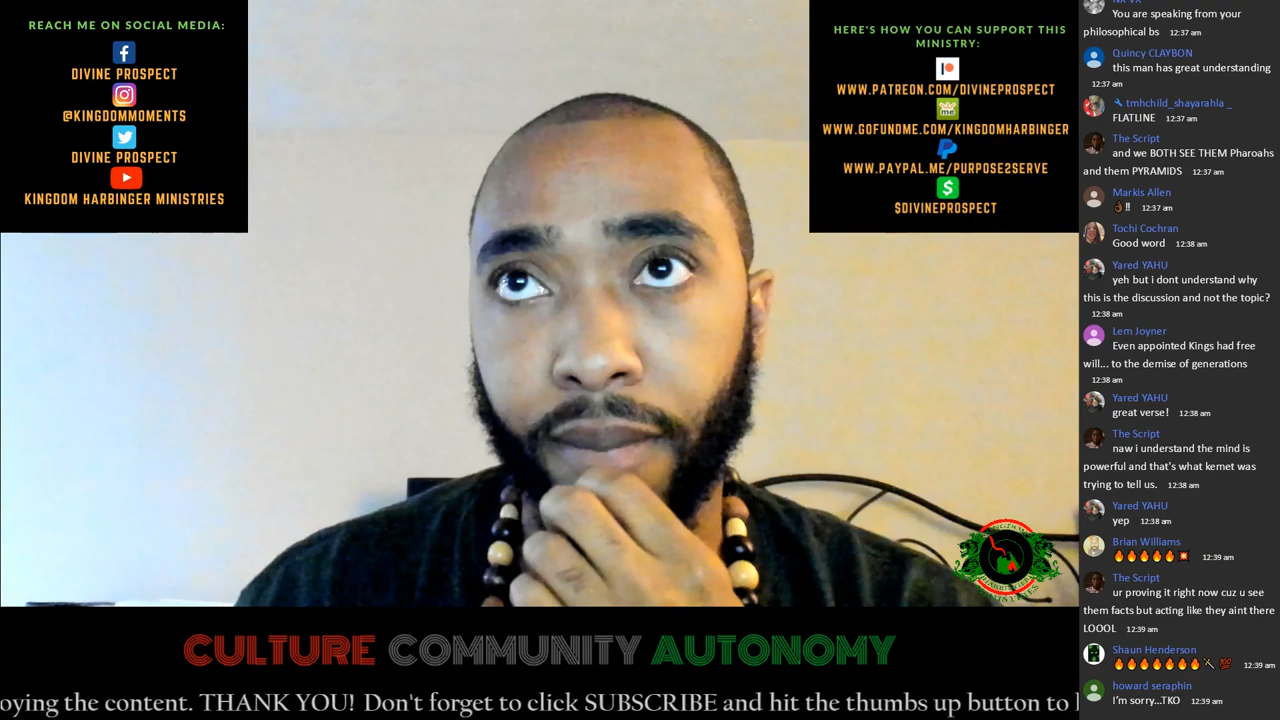 REACH ME ON SOCIAL MEDIA:
DIVINE PROSPECT
@KINGDOMMOMENTS
DIVINE PROSPECT
KINGDOM HARBINGER MINISTRIES
HERE'S HOW YOU CAN SUPPORT THIS
MINISTRY:
WWW.PATREON.COM/DIVINEPROSPECT
me
WWW.GOFUNDME.COM/KINGDOMHARBINGER
WWW.PAYPAL.ME/PURPOSE2SERVE
$DIVINEPROSPECT
You are speaking from your
philosophical bs 12:37 am
Quincy CLAYBON
this man has great understanding
12:37 am
tmhchild_shayarahla _
FLATLINE 12:37 am
The Script
and we BOTH SEE THEM Pharoahs
and them PYRAMIDS 12:37 am
Markis Allen
👌🏿‼ 12:37 am
Tochi Cochran
Good word 12:38 am
Yared YAHU
yeh but i dont understand why
this is the discussion and not the topic?
12:38 am
Lem Joyner
Even appointed Kings had free
will... to the demise of generations
12:38 am
Yared YAHU
great verse! 12:38 am
The Script
naw i understand the mind is
powerful and that's what kemet was
trying to tell us. 12:38 am
Yared YAHU
yep 12:38 am
Brian Williams
🔥🔥🔥🔥🔥💥 12:39 am
The Script
ur proving it right now cuz u see
them facts but acting like they aint there
LOOOL 12:39 am
Shaun Henderson
🔥🔥🔥🔥🔥🔥🔥🗡💯 12:39 am
howard seraphin
I'm sorry...TKO 12:39 am
CULTURE COMMUNITY AUTONOMY
oying the content. THANK YOU! Don't forget to click SUBSCRIBE and hit the thumbs up button to